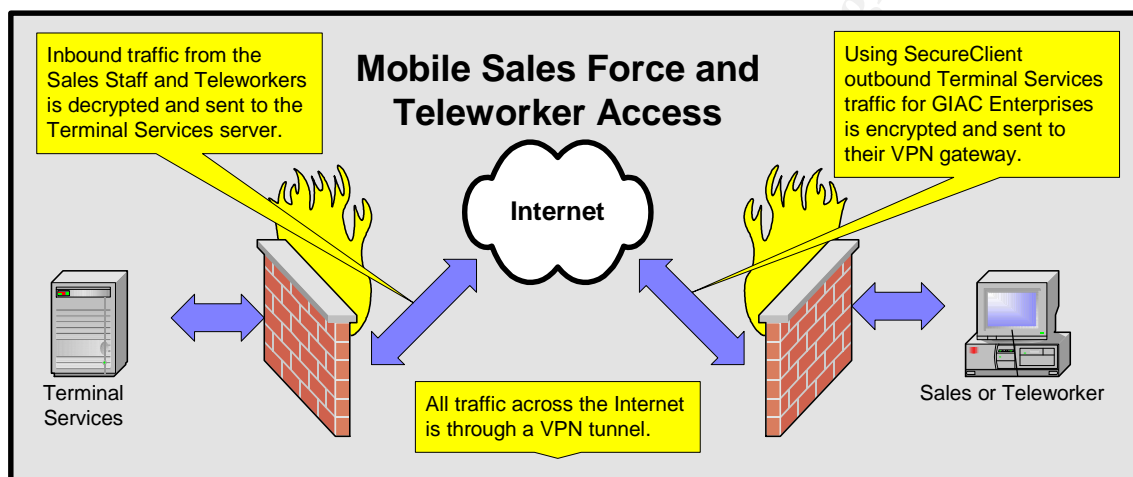 Mobile Sales Force and
Teleworker Access
Inbound traffic from the
Sales Staff and Teleworkers
is decrypted and sent to the
Terminal Services server.
Using SecureClient
outbound Terminal Services
traffic for GIAC Enterprises
is encrypted and sent to
their VPN gateway.
Internet
Terminal
Services
Sales or Teleworker
All traffic across the Internet
is through a VPN tunnel.